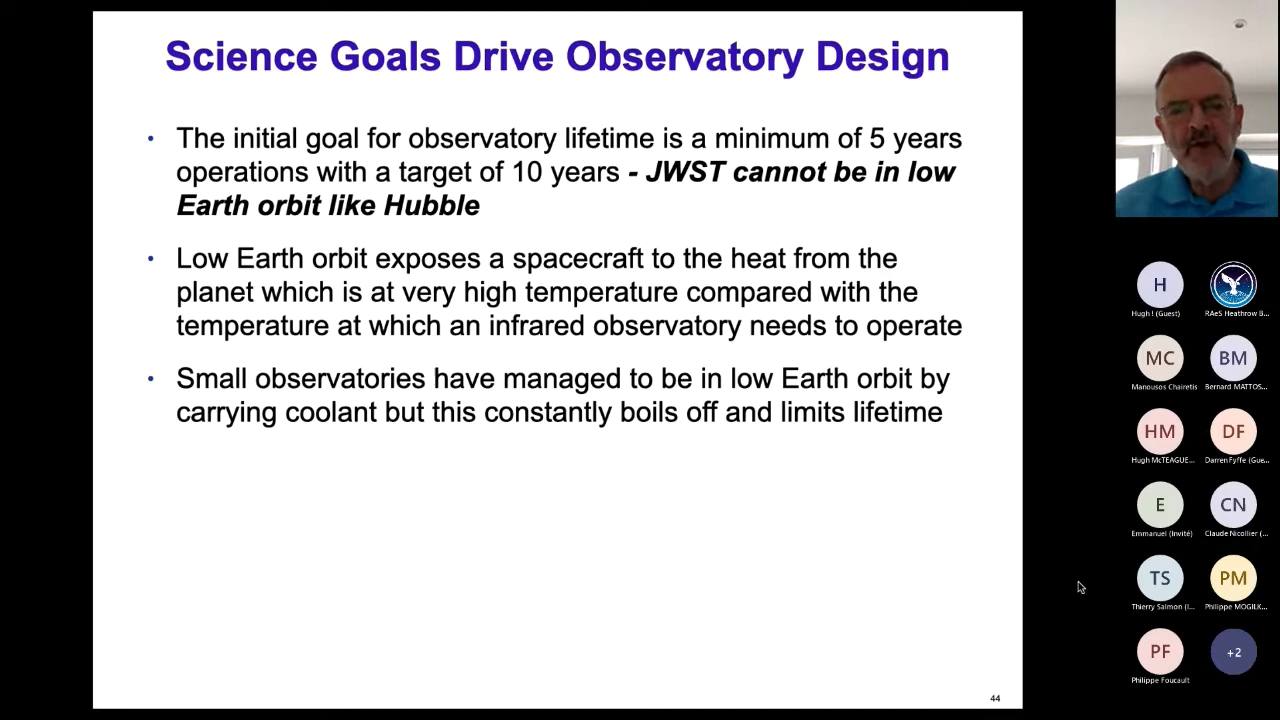 Science Goals Drive Observatory Design
• The initial goal for observatory lifetime is a minimum of 5 years
operations with a target of 10 years - JWST cannot be in low
Earth orbit like Hubble
• Low Earth orbit exposes a spacecraft to the heat from the
planet which is at very high temperature compared with the
temperature at which an infrared observatory needs to operate
• Small observatories have managed to be in low Earth orbit by
carrying coolant but this constantly boils off and limits lifetime
44
H
Hugh ! (Guest)
RAeS Heathrow B...
MC
Manousos Chairetis
BM
Bernard MATTOS...
HM
Hugh McTEAGUE...
DF
Darren Fyffe (Gue...
E
Emmanuel (Invité)
CN
Claude Nicollier (...
TS
Thierry Salmon (I...
PM
Philippe MOGILK...
PF
Philippe Foucault
+2